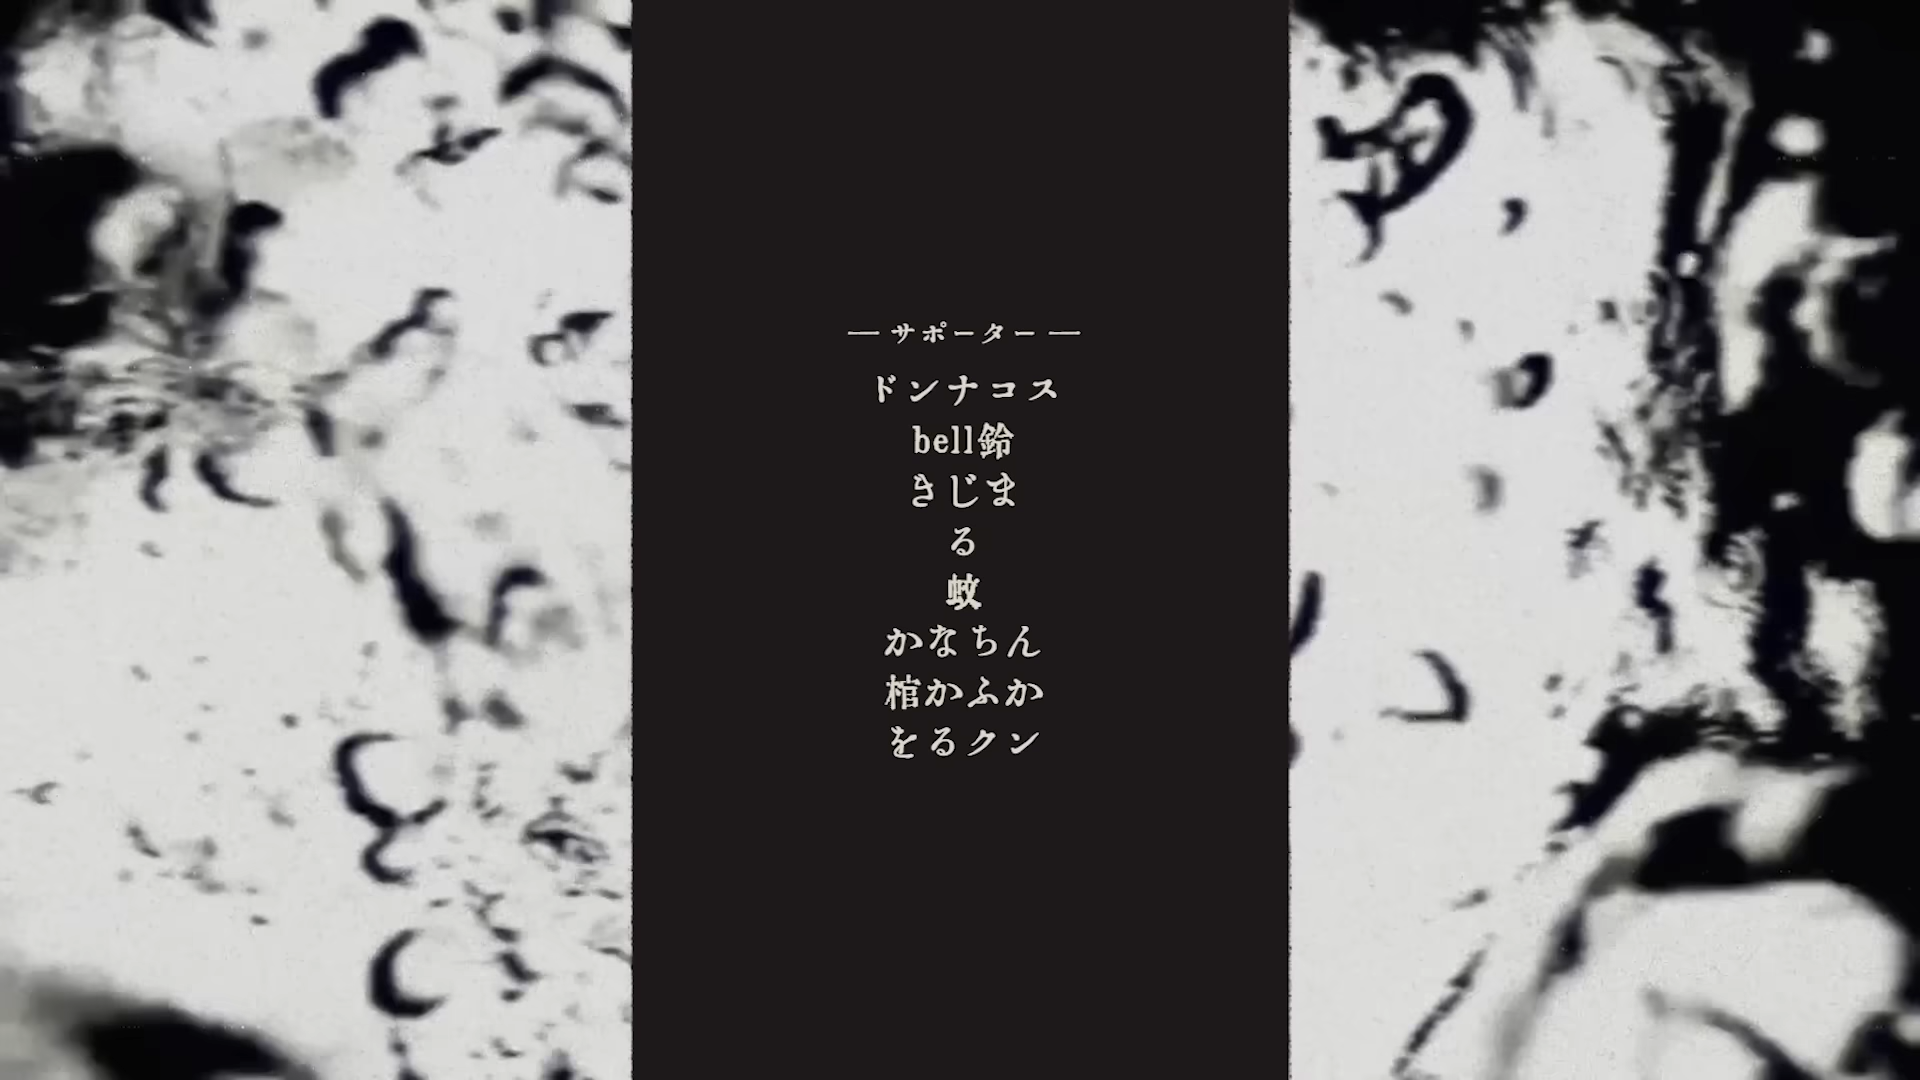 ― サポーター ―
ドンナコス
bell鈴
きじま
る
蚊
かなちん
棺かふか
をるクン